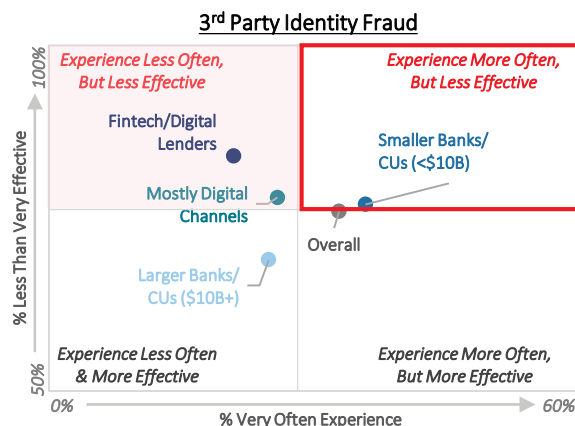 3rd Party Identity Fraud
100%
Experience Less Often,
But Less Effective
Experience More Often,
But Less Effective
Fintech/Digital
Lenders
Smaller Banks/
CUs (<$10B)
Mostly Digital
Channels
Overall
Larger Banks/
CUs ($10B+)
% Less Than Very Effective
Experience Less Often
& More Effective
Experience More Often,
But More Effective
50%
0%
60%
% Very Often Experience